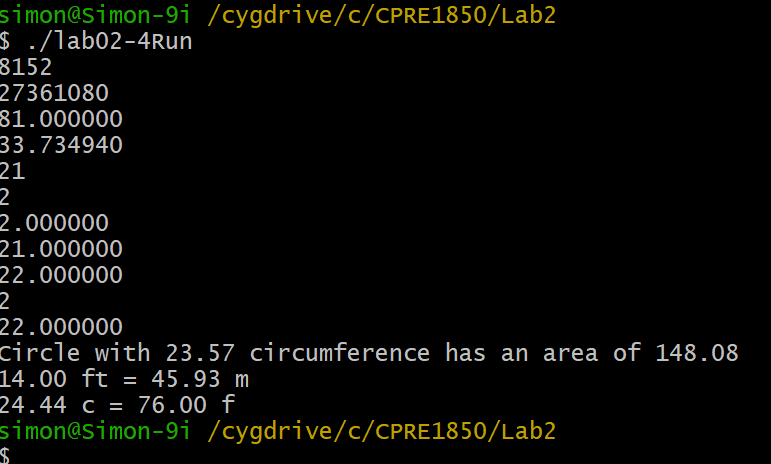 simon@Simon-9i /cygdrive/c/CPRE1850/Lab2
$ ./lab02-4Run
8152
27361080
81.000000
33.734940
21
2
2.000000
21.000000
22.000000
2
22.000000
Circle with 23.57 circumference has an area of 148.08
14.00 ft = 45.93 m
24.44 c = 76.00 f
simon@Simon-9i /cygdrive/c/CPRE1850/Lab2
$